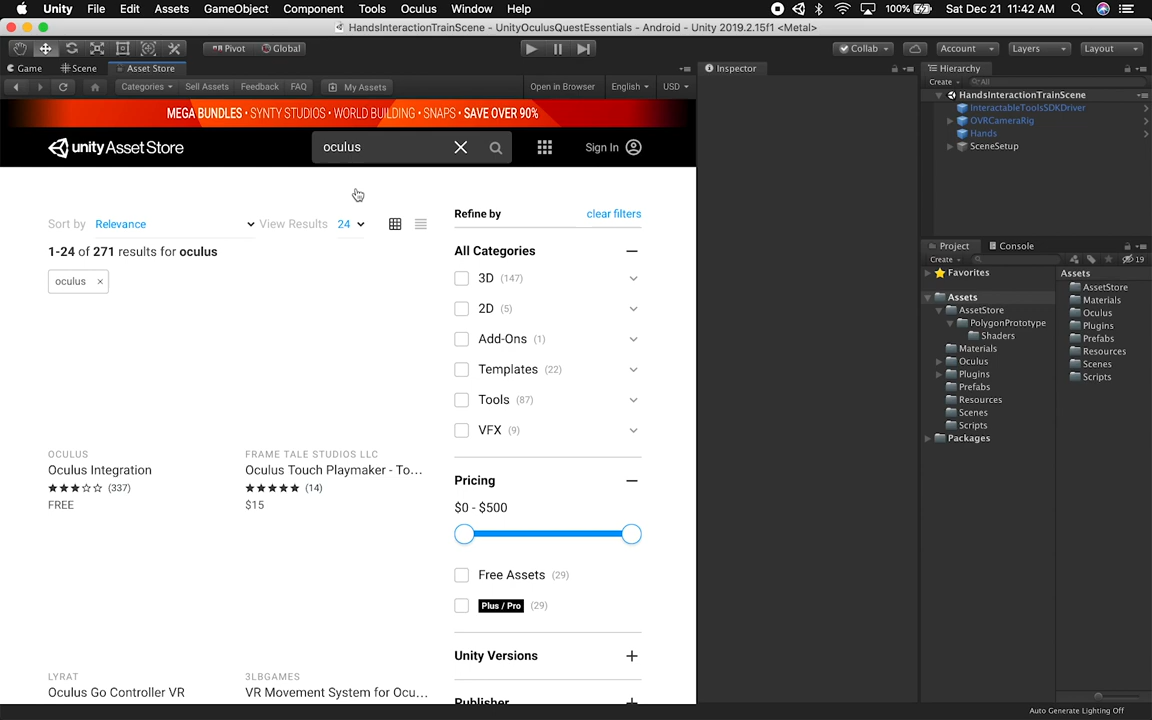 Unity File Edit Assets GameObject Component Tools Oculus Window Help 100% Sat Dec 21 11:42 AM
HandsInteractionTrainScene - UnityOculusQuestEssentials - Android - Unity 2019.2.15f1 <Metal>
Pivot Global Collab Account Layers Layout
Game Scene Asset Store Inspector Hierarchy
Categories Sell Assets Feedback FAQ My Assets Open in Browser English USD
Create All
HandsInteractionTrainScene
InteractableToolsSDKDriver
OVRCameraRig
Hands
SceneSetup
MEGA BUNDLES • SYNTY STUDIOS • WORLD BUILDING • SNAPS • SAVE OVER 90%
unity Asset Store oculus Sign In
Sort by Relevance View Results 24
1-24 of 271 results for oculus
oculus ×
OCULUS
Oculus Integration
(337)
FREE
FRAME TALE STUDIOS LLC
Oculus Touch Playmaker - To...
(14)
$15
LYRAT
Oculus Go Controller VR
3LBGAMES
VR Movement System for Ocu...
Refine by clear filters
All Categories
3D (147)
2D (5)
Add-Ons (1)
Templates (22)
Tools (87)
VFX (9)
Pricing
$0 - $500
Free Assets (29)
Plus / Pro (29)
Unity Versions
Publisher
Project Console
Create 19
Favorites
Assets
AssetStore
PolygonPrototype
Shaders
Materials
Oculus
Plugins
Prefabs
Resources
Scenes
Scripts
Packages
Assets
AssetStore
Materials
Oculus
Plugins
Prefabs
Resources
Scenes
Scripts
Auto Generate Lighting Off